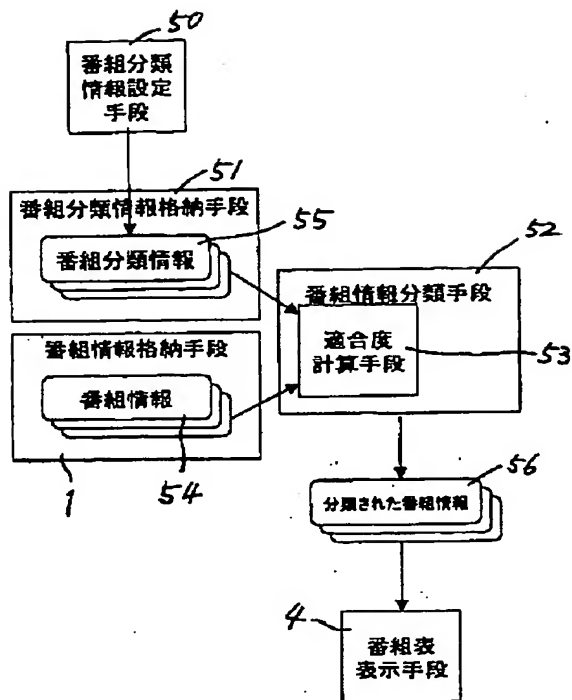 50
番組分類
情報設定
手段
51
番組分類情報格納手段
55
番組分類情報
52
番組情報分類手段
適合度
計算手段
53
番組情報格納手段
番組情報
1
54
56
分類された番組情報
4
番組表
表示手段